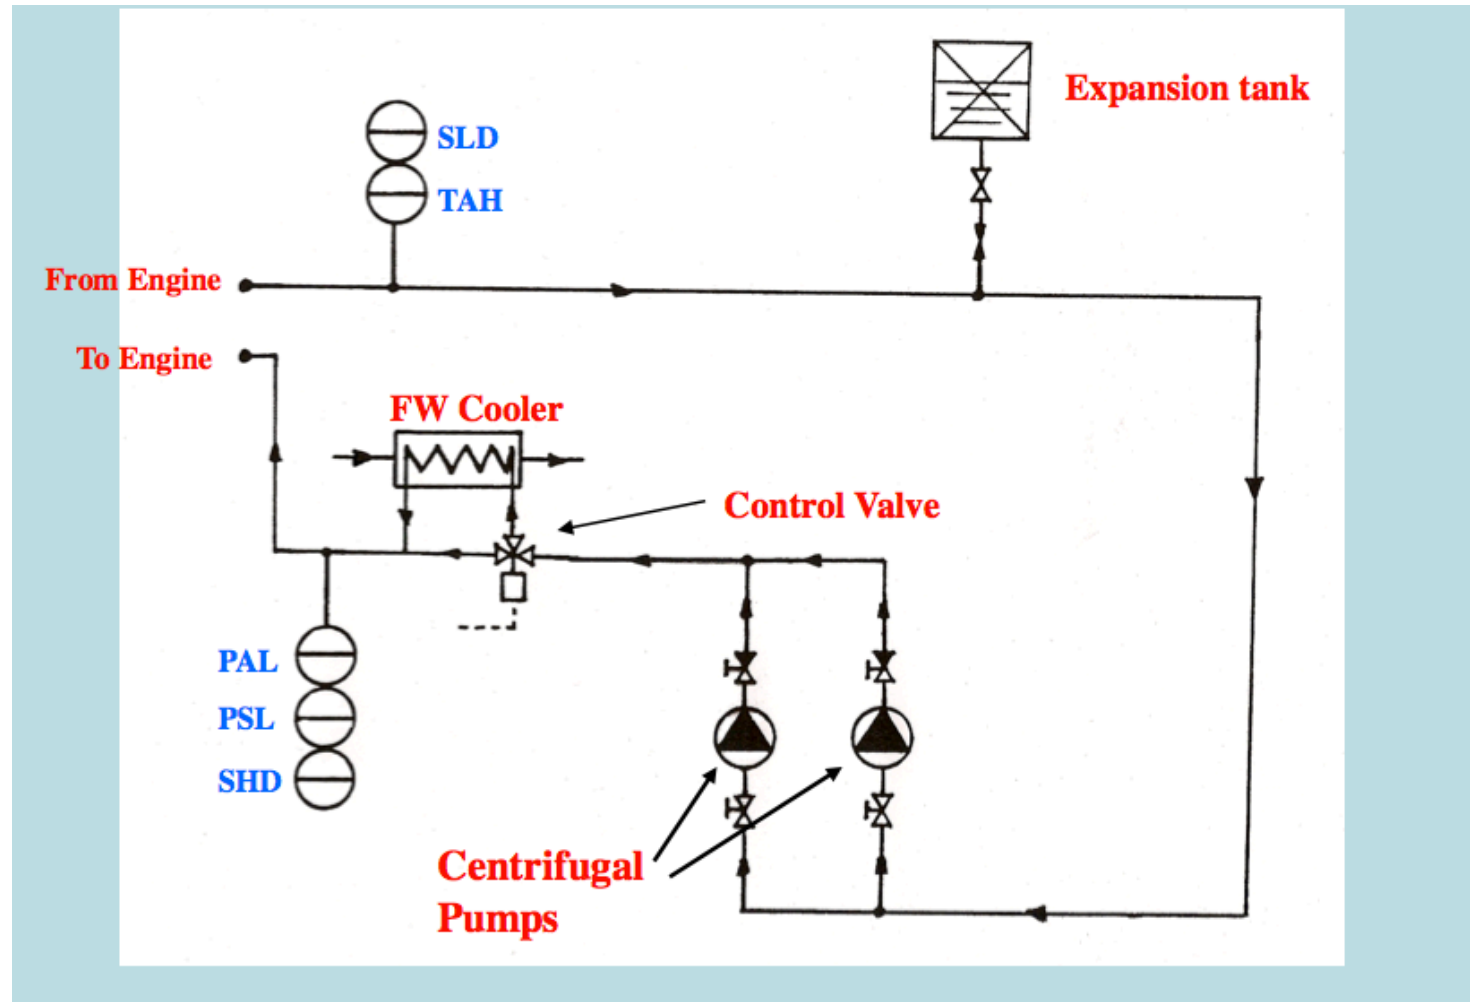 Expansion tank
SLD
TAH
From Engine
To Engine
FW Cooler
Control Valve
PAL
PSL
SHD
Centrifugal
Pumps